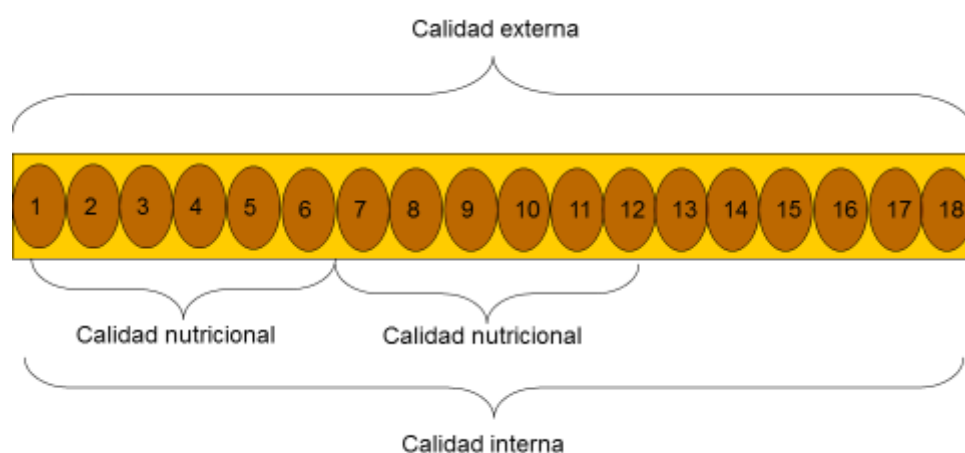 Calidad externa
1 2 3 4 5 6 7 8 9 10 11 12 13 14 15 16 17 18
Calidad nutricional Calidad nutricional
Calidad interna